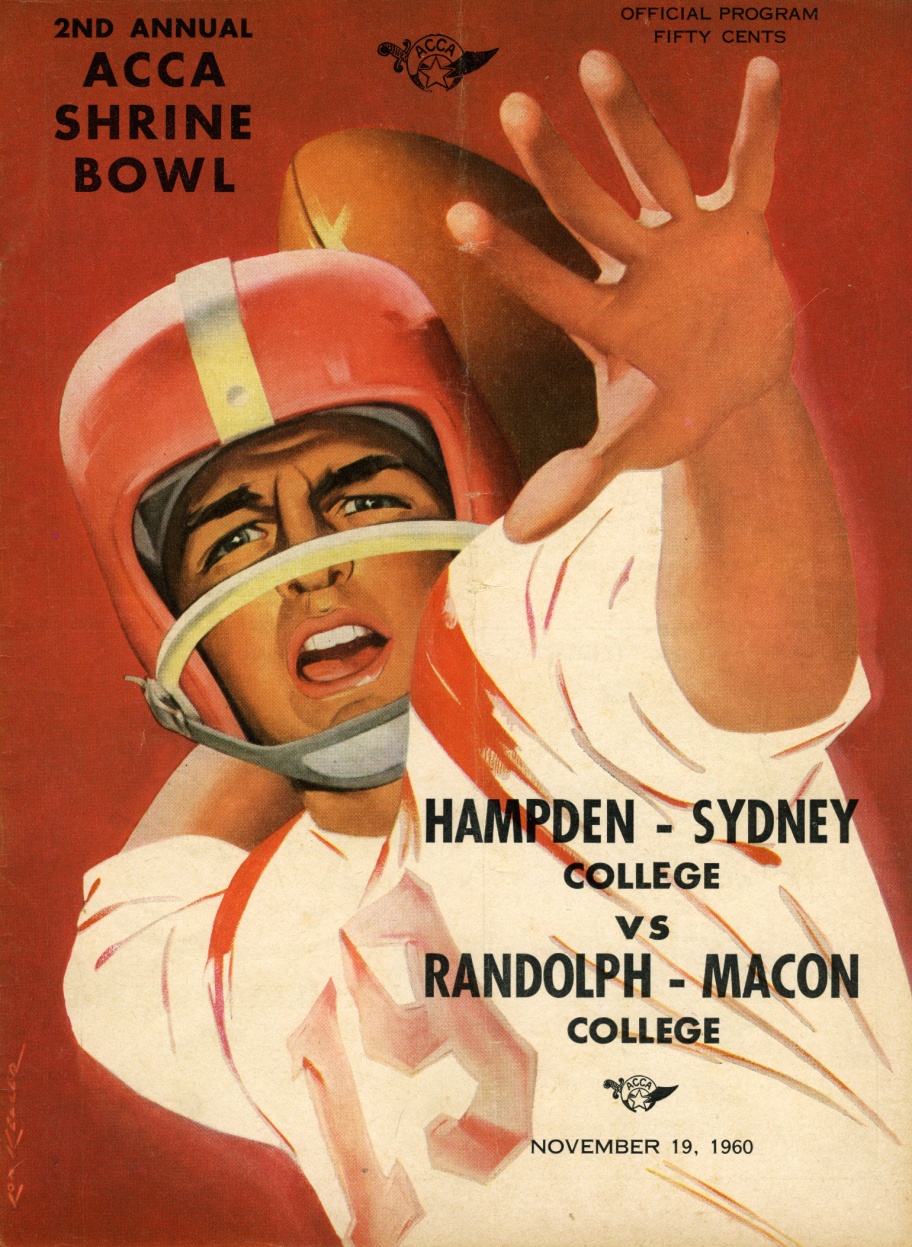 2ND ANNUAL
ACCA
SHRINE
BOWL
ACCA
OFFICIAL PROGRAM
FIFTY CENTS
HAMPDEN - SYDNEY
COLLEGE
VS
RANDOLPH - MACON
COLLEGE
ACCA
NOVEMBER 19, 1960
19